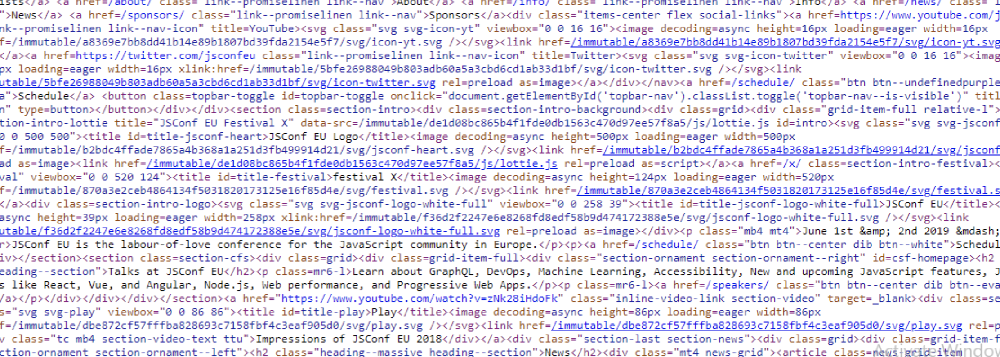 ists</a> <a href=/about/ class="link--promiselinen link--nav">About</a> <a href=/info/ class="link--promiselinen link--nav">Info</a> <a href=/news/ class="l
">News</a> <a href=/sponsors/ class="link--promiselinen link--nav">Sponsors</a><div class="items-center flex social-links"><a href=https://www.youtube.com/j
nk--promiselinen link--nav-icon" title=YouTube><svg class="svg svg-icon-yt" viewbox="0 0 16 16"><image decoding=async height=16px loading=eager width=16px
f=/immutable/a8369e7bb8dd41b14e89b1807bd39fda2154e5f7/svg/icon-yt.svg /></svg><link href=/immutable/a8369e7bb8dd41b14e89b1807bd39fda2154e5f7/svg/icon-yt.svg
</a><a href=https://twitter.com/jsconfeu class="link--promiselinen link--nav-icon" title=Twitter><svg class="svg svg-icon-twitter" viewbox="0 0 16 16"><imag
px loading=eager width=16px xlink:href=/immutable/5bfe26988049b803adb60a5a3cbd6cd1ab33d1bf/svg/icon-twitter.svg /></svg><link
utable/5bfe26988049b803adb60a5a3cbd6cd1ab33d1bf/svg/icon-twitter.svg rel=preload as=image></a></div></nav><a href=/schedule/ class="btn btn--undefinedpurple
a">Schedule</a> <button class=topbar-toggle id=topbar-toggle onclick="document.getElementById('topbar-nav').classList.toggle('topbar-nav--is-visible')" titl
n" type=button></button></div></div><section class=section-intro><div class=section-intro-background><div class=grid><div class="grid-item-full relative-l">
tion-intro-lottie title="JSConf EU Festival X" data-src=/immutable/de1d08bc865b4f1fde0db1563c470d97ee57f8a5/js/lottie.js id=intro><svg class="svg svg-jsconf
0 0 500 500"><title id=title-jsconf-heart>JSConf EU Logo</title><image decoding=async height=500px loading=eager width=500px
f=/immutable/b2bdc4ffade7865a4b368a1a251d3fb499914d21/svg/jsconf-heart.svg /></svg><link href=/immutable/b2bdc4ffade7865a4b368a1a251d3fb499914d21/svg/jsconf
ad as=image><link href=/immutable/de1d08bc865b4f1fde0db1563c470d97ee57f8a5/js/lottie.js rel=preload as=script></a><a href=/x/ class=section-intro-festival><
val" viewbox="0 0 520 124"><title id=title-festival>festival X</title><image decoding=async height=124px loading=eager width=520px
f=/immutable/870a3e2ceb4864134f5031820173125e16f85d4e/svg/festival.svg /></svg><link href=/immutable/870a3e2ceb4864134f5031820173125e16f85d4e/svg/festival.s
</a><div class=section-intro-logo><svg class="svg svg-jsconf-logo-white-full" viewbox="0 0 258 39"><title id=title-jsconf-logo-white-full>JSConf EU</title><
async height=39px loading=eager width=258px xlink:href=/immutable/f36d2f2247e6e8268fd8edf58b9d474172388e5e/svg/jsconf-logo-white-full.svg /></svg><link
utable/f36d2f2247e6e8268fd8edf58b9d474172388e5e/svg/jsconf-logo-white-full.svg rel=preload as=image></div><p class="mb4 mt4">June 1st &amp; 2nd 2019 &mdash;
r>JSConf EU is the labour-of-love conference for the JavaScript community in Europe.</p><p><a href=/schedule/ class="btn btn--center dib btn--white">Schedul
iv></section><section class=section-cfs><div class=grid><div class=grid-item-full><div class="section-ornament section-ornament--right" id=csf-homepage><h2
eading--section">Talks at JSConf EU</h2><p class=mr6-l>Learn about GraphQL, DevOps, Machine Learning, Accessibility, New and upcoming JavaScript features, J
s like React, Vue, and Angular, Node.js, Web performance, and Progressive Web Apps.</p><p class=mr6-l><a href=/speakers/ class="btn btn--center dib btn--eva
/a></p></div></div></div></section><a href="https://www.youtube.com/watch?v=zNk28iHdoFk" class="inline-video-link section-video" target=_blank><div class=se
s="svg svg-play" viewbox="0 0 86 86"><title id=title-play>Play</title><image decoding=async height=86px loading=eager width=86px
f=/immutable/dbe872cf57fffba828693c7158fbf4c3eaf905d0/svg/play.svg /></svg><link href=/immutable/dbe872cf57fffba828693c7158fbf4c3eaf905d0/svg/play.svg rel=p
v class="tc mb4 section-video-text ttu">Impressions of JSConf EU 2018</div></a><div class="section-last section-news"><div class=grid><div class=grid-item-f
ction-ornament section-ornament--left"><h2 class="heading--massive heading--section">News</h2><div class="mt4 news-grid"><article class=news-grid-item
Activate Window